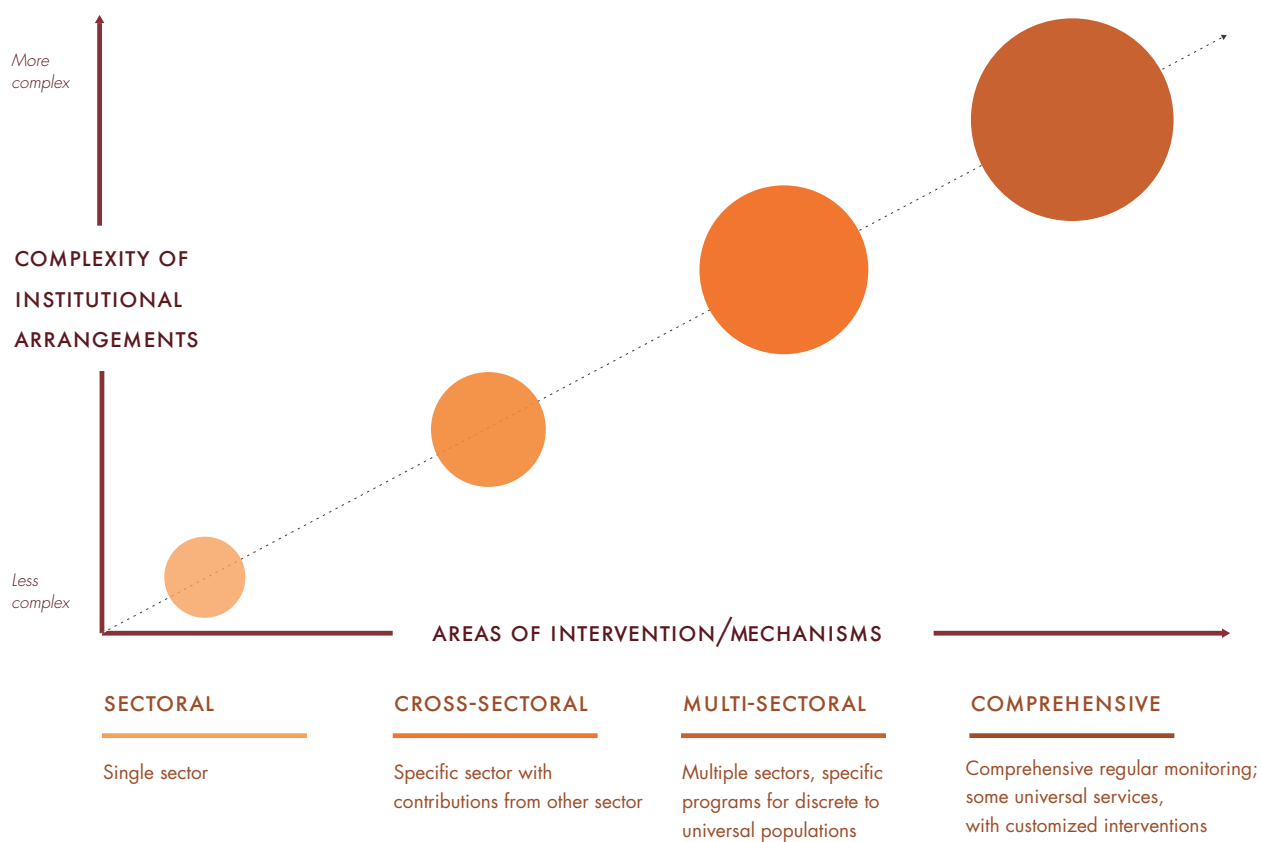 More
complex
COMPLEXITY OF
INSTITUTIONAL
ARRANGEMENTS
Less
complex
AREAS OF INTERVENTION/MECHANISMS
SECTORAL
Single sector
CROSS-SECTORAL
Specific sector with
contributions from other sector
MULTI-SECTORAL
Multiple sectors, specific
programs for discrete to
universal populations
COMPREHENSIVE
Comprehensive regular monitoring;
some universal services,
with customized interventions